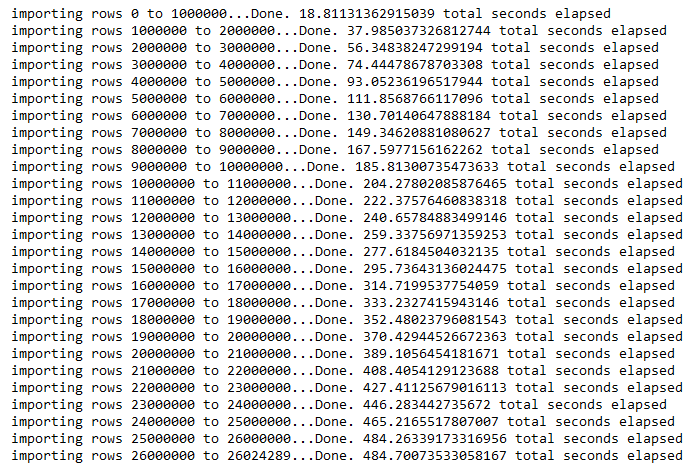 importing rows 0 to 1000000...Done. 18.81131362915039 total seconds elapsed
importing rows 1000000 to 2000000...Done. 37.985037326812744 total seconds elapsed
importing rows 2000000 to 3000000...Done. 56.34838247299194 total seconds elapsed
importing rows 3000000 to 4000000...Done. 74.44478678703308 total seconds elapsed
importing rows 4000000 to 5000000...Done. 93.05236196517944 total seconds elapsed
importing rows 5000000 to 6000000...Done. 111.8568766117096 total seconds elapsed
importing rows 6000000 to 7000000...Done. 130.70140647888184 total seconds elapsed
importing rows 7000000 to 8000000...Done. 149.34620881080627 total seconds elapsed
importing rows 8000000 to 9000000...Done. 167.5977156162262 total seconds elapsed
importing rows 9000000 to 10000000...Done. 185.81300735473633 total seconds elapsed
importing rows 10000000 to 11000000...Done. 204.27802085876465 total seconds elapsed
importing rows 11000000 to 12000000...Done. 222.37576460838318 total seconds elapsed
importing rows 12000000 to 13000000...Done. 240.65784883499146 total seconds elapsed
importing rows 13000000 to 14000000...Done. 259.33756971359253 total seconds elapsed
importing rows 14000000 to 15000000...Done. 277.6184504032135 total seconds elapsed
importing rows 15000000 to 16000000...Done. 295.73643136024475 total seconds elapsed
importing rows 16000000 to 17000000...Done. 314.7199537754059 total seconds elapsed
importing rows 17000000 to 18000000...Done. 333.2327415943146 total seconds elapsed
importing rows 18000000 to 19000000...Done. 352.48023796081543 total seconds elapsed
importing rows 19000000 to 20000000...Done. 370.42944526672363 total seconds elapsed
importing rows 20000000 to 21000000...Done. 389.1056454181671 total seconds elapsed
importing rows 21000000 to 22000000...Done. 408.4054129123688 total seconds elapsed
importing rows 22000000 to 23000000...Done. 427.41125679016113 total seconds elapsed
importing rows 23000000 to 24000000...Done. 446.283442735672 total seconds elapsed
importing rows 24000000 to 25000000...Done. 465.2165517807007 total seconds elapsed
importing rows 25000000 to 26000000...Done. 484.26339173316956 total seconds elapsed
importing rows 26000000 to 26024289...Done. 484.70073533058167 total seconds elapsed